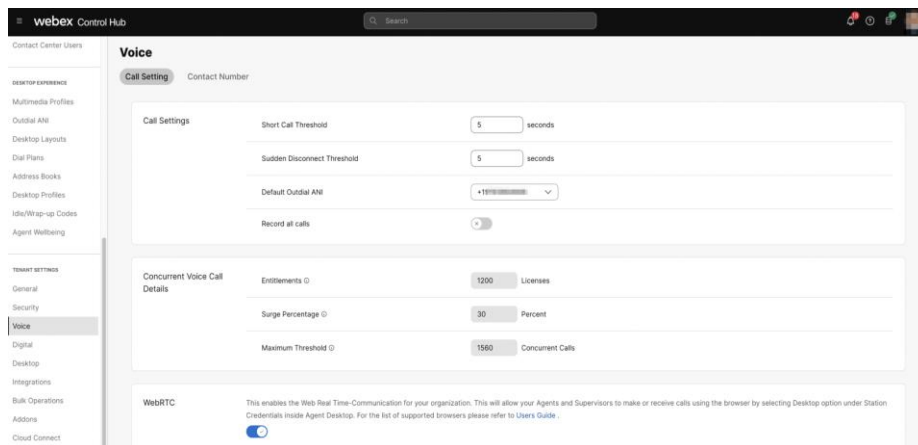 webex Control Hub
Search
Contact Center Users
DESKTOP EXPERIENCE
Multimedia Profiles
Outdial ANI
Desktop Layouts
Dial Plans
Address Books
Desktop Profiles
Idle/Wrap-up Codes
Agent Wellbeing
TENANT SETTINGS
General
Security
Voice
Digital
Desktop
Integrations
Bulk Operations
Addons
Cloud Connect
Voice
Call Setting
Contact Number
Call Settings
Short Call Threshold
5 seconds
Sudden Disconnect Threshold
5 seconds
Default Outdial ANI
Record all calls
Concurrent Voice Call
Details
Entitlements
1200 Licenses
Surge Percentage
30 Percent
Maximum Threshold
1560 Concurrent Calls
WebRTC
This enables the Web Real Time-Communication for your organization. This will allow your Agents and Supervisors to make or receive calls using the browser by selecting Desktop option under Station
Credentials inside Agent Desktop. For the list of supported browsers please refer to Users Guide .